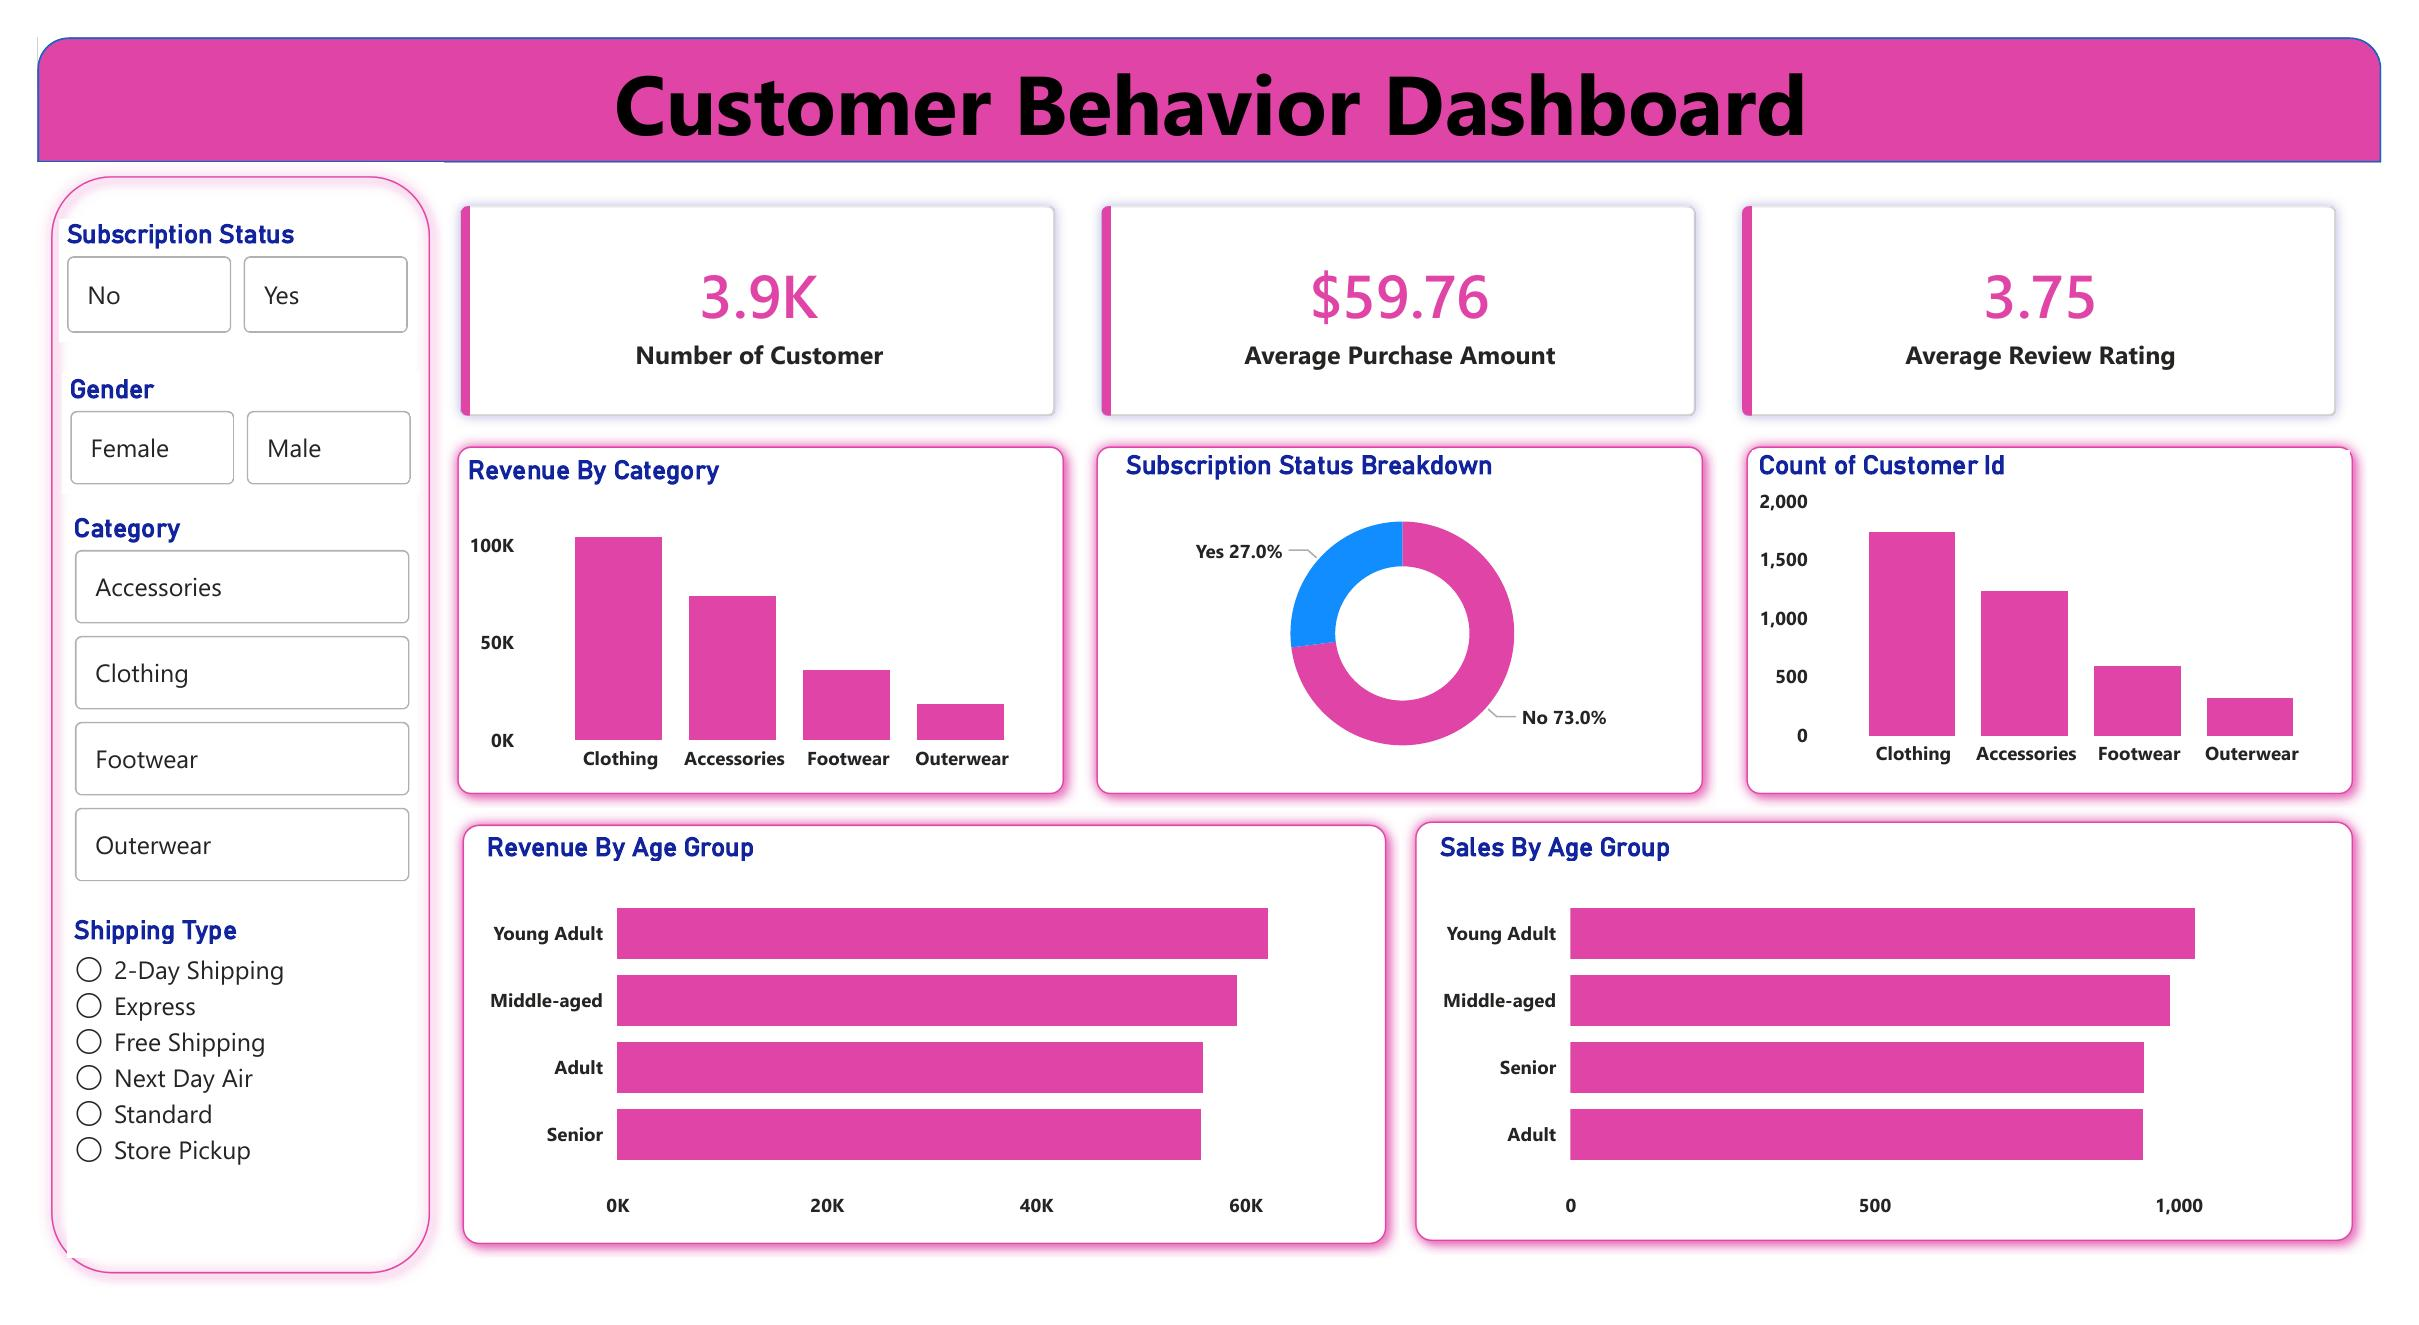 Customer Behavior Dashboard
Subscription Status
No
Yes
Gender
Female
Male
Category
Accessories
Clothing
Footwear
Outerwear
Shipping Type
2-Day Shipping
Express
Free Shipping
Next Day Air
Standard
Store Pickup
3.9K
Number of Customer
$59.76
Average Purchase Amount
3.75
Average Review Rating
Revenue By Category
100K
50K
0K
Clothing Accessories Footwear Outerwear
Subscription Status Breakdown
Yes 27.0%
No 73.0%
Count of Customer Id
2,000
1,500
1,000
500
0
Clothing Accessories Footwear Outerwear
Revenue By Age Group
Young Adult
Middle-aged
Adult
Senior
0K 20K 40K 60K
Sales By Age Group
Young Adult
Middle-aged
Senior
Adult
0 500 1,000